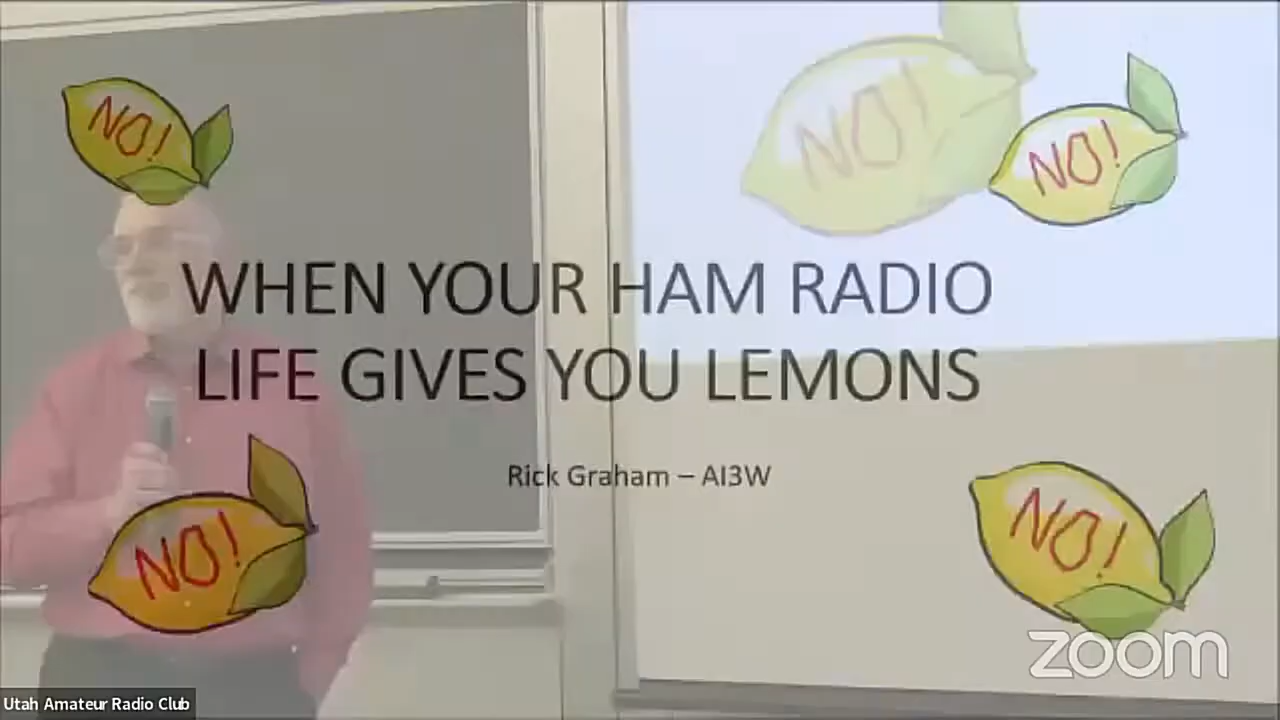 NO!
NO!
NO!
WHEN YOUR HAM RADIO
LIFE GIVES YOU LEMONS
Rick Graham – AI3W
NO!
NO!
zoom
Utah Amateur Radio Club